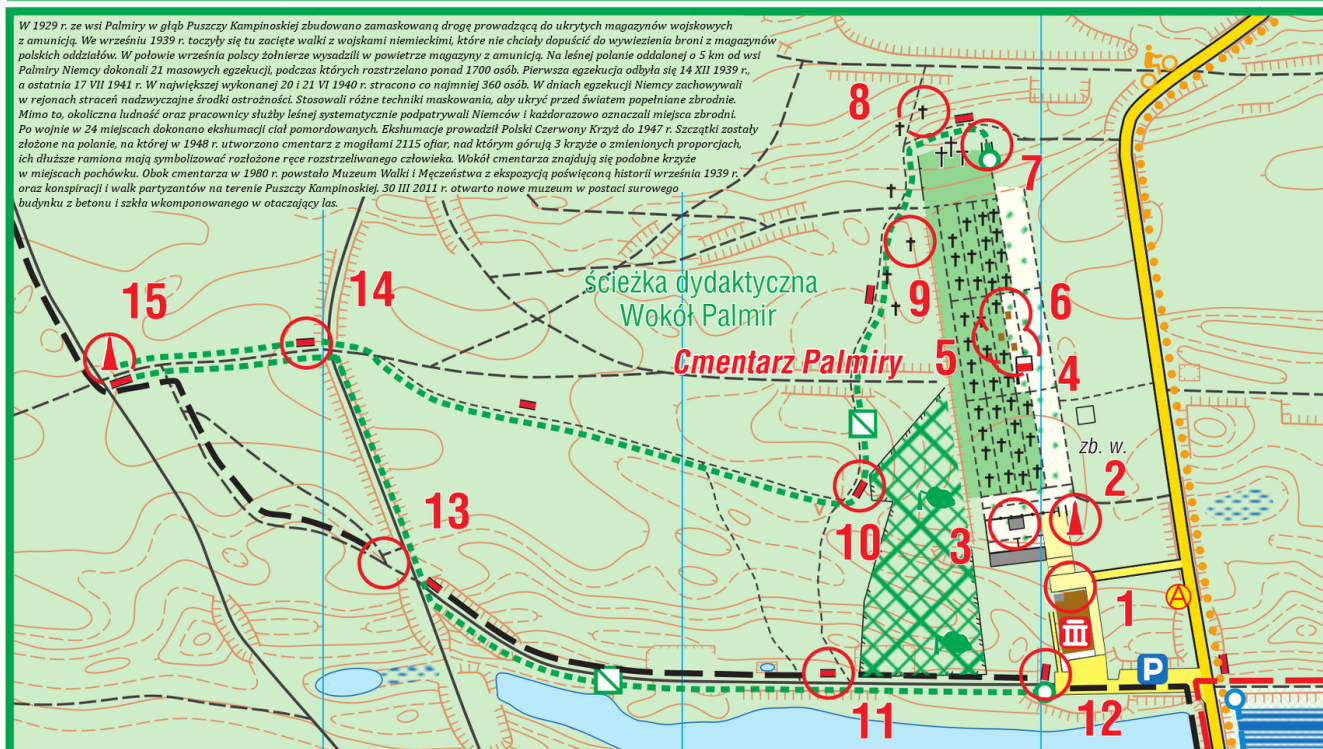 W 1929 r. ze wsi Palmiry w głąb Puszczy Kampinoskiej zbudowano zamaskowaną drogę prowadzącą do ukrytych magazynów wojskowych
z amunicją. We wrześniu 1939 r. toczyły się tu zacięte walki z wojskami niemieckimi, które nie chciały dopuścić do wywiezienia broni z magazynów
polskich oddziałów. W połowie września polscy żołnierze wysadzili w powietrze magazyny z amunicją. Na leśnej polanie oddalonej o 5 km od wsi
Palmiry Niemcy dokonali 21 masowych egzekucji, podczas których rozstrzelano ponad 1700 osób. Pierwsza egzekucja odbyła się 14 XII 1939 r.,
a ostatnia 17 VII 1941 r. W największej wykonanej 20 i 21 VI 1940 r. stracono co najmniej 360 osób. W dniach egzekucji Niemcy zachowywali
w rejonach straceń nadzwyczajne środki ostrożności. Stosowali różne techniki maskowania, aby ukryć przed światem popełniane zbrodnie.
Mimo to, okoliczna ludność oraz pracownicy służby leśnej systematycznie podpatrywali Niemców i każdorazowo oznaczali miejsca zbrodni.
Po wojnie w 24 miejscach dokonano ekshumacji ciał pomordowanych. Ekshumacje prowadził Polski Czerwony Krzyż do 1947 r. Szczątki zostały
złożone na polanie, na której w 1948 r. utworzono cmentarz z mogiłami 2115 ofiar, nad którym górują 3 krzyże o zmienionych proporcjach,
ich dłuższe ramiona mają symbolizować rozłożone ręce rozstrzeliwanego człowieka. Wokół cmentarza znajdują się podobne krzyże
w miejscach pochówku. Obok cmentarza w 1980 r. powstało Muzeum Walki i Męczeństwa z ekspozycją poświęconą historii września 1939 r.
oraz konspiracji i walk partyzantów na terenie Puszczy Kampinoskiej. 30 III 2011 r. otwarto nowe muzeum w postaci surowego
budynku z betonu i szkła wkomponowanego w otaczający las.
8
7
15
14
ścieżka dydaktyczna
Wokół Palmir
9
6
Cmentarz Palmiry
5
4
zb. w.
2
13
10
3
1
A
P
11
12